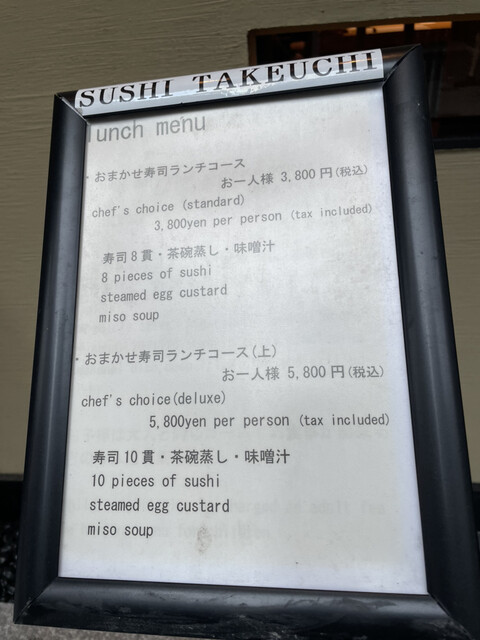 SUSHI TAKEUCHI
lunch menu
・おまかせ寿司ランチコース
お一人様 3,800円(税込)
chef's choice (standard)
3,800yen per person (tax included)
寿司8貫・茶碗蒸し・味噌汁
8 pieces of sushi
steamed egg custard
miso soup
・おまかせ寿司ランチコース(上)
お一人様 5,800円(税込)
chef's choice(deluxe)
5,800yen per person (tax included)
寿司10貫・茶碗蒸し・味噌汁
10 pieces of sushi
steamed egg custard
miso soup